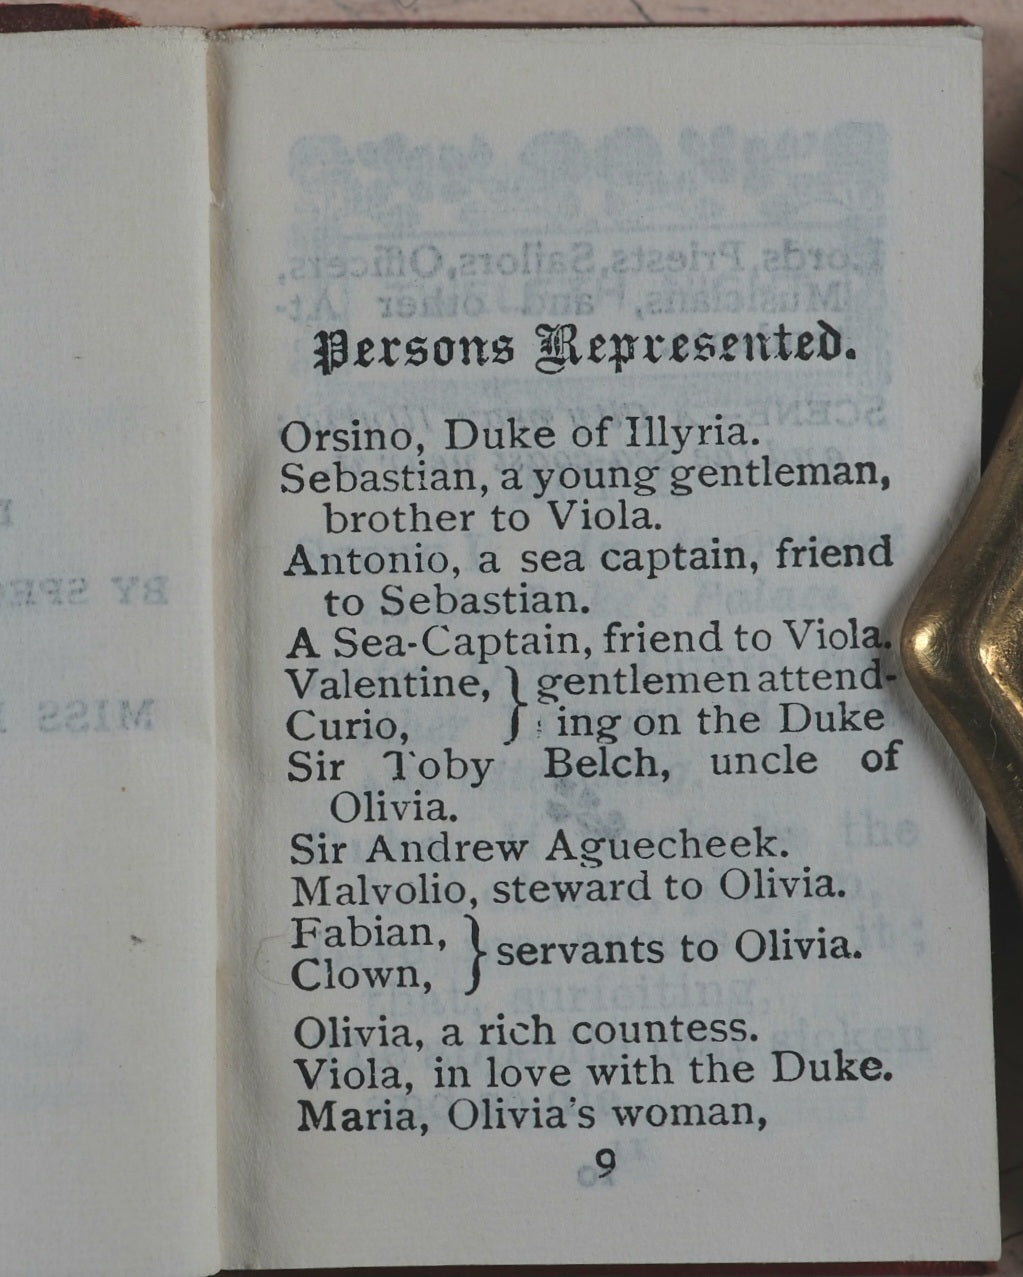 Persons Represented.
Orsino, Duke of Illyria.
Sebastian, a young gentleman,
brother to Viola.
Antonio, a sea captain, friend
to Sebastian.
A Sea-Captain, friend to Viola.
Valentine, } gentlemen attend-
Curio, } ing on the Duke
Sir Toby Belch, uncle of
Olivia.
Sir Andrew Aguecheek.
Malvolio, steward to Olivia.
Fabian, } servants to Olivia.
Clown,
Olivia, a rich countess.
Viola, in love with the Duke.
Maria, Olivia's woman,
9